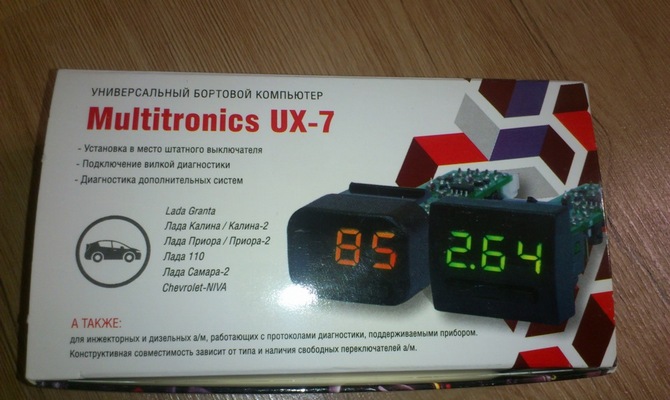 УНИВЕРСАЛЬНЫЙ БОРТОВОЙ КОМПЬЮТЕР
Multitronics UX-7
- Установка в место штатного выключателя
- Подключение вилкой диагностики
- Диагностика дополнительных систем
Lada Granta
Лада Калина / Калина-2
Лада Приора / Приора-2
Лада 110
Лада Самара-2
Chevrolet-NIVA
85
2.64
А ТАКЖЕ:
для инжекторных и дизельных а/м, работающих с протоколами диагностики, поддерживаемыми прибором.
Конструктивная совместимость зависит от типа и наличия свободных переключателей а/м.